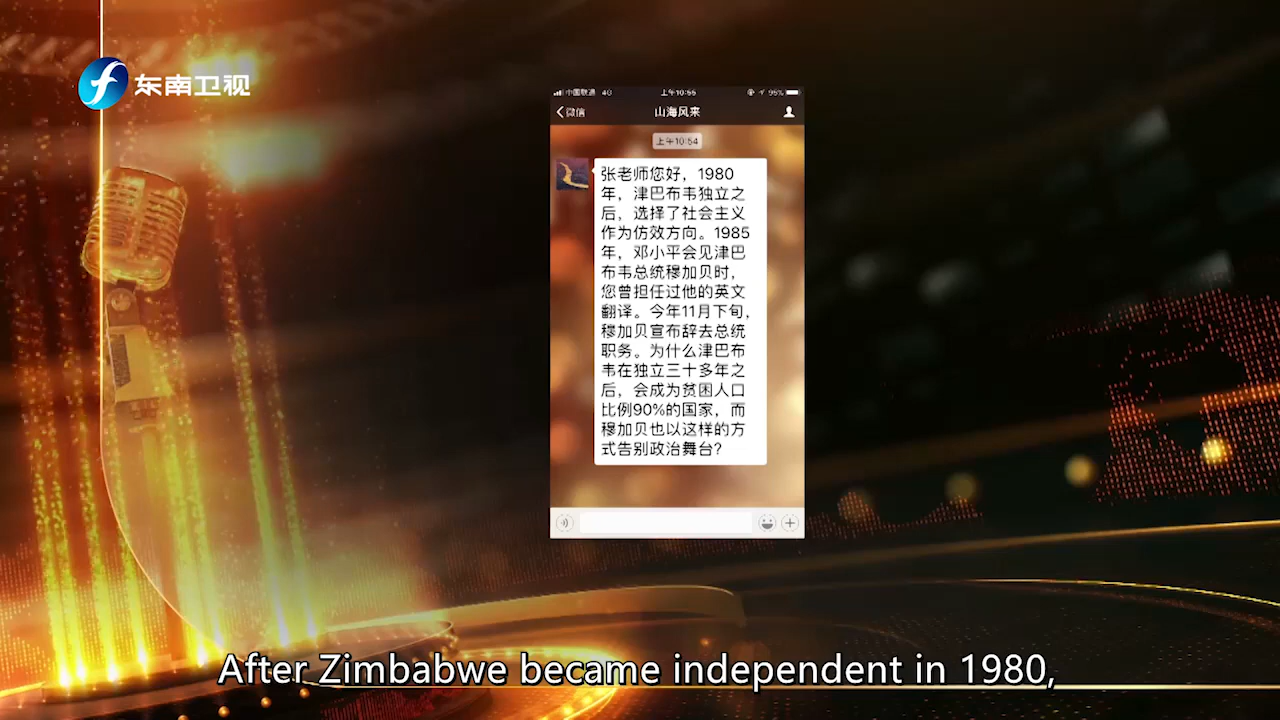 东南卫视
中国联通 4G 上午10:55 95%
微信 山海风来
上午10:54
张老师您好，1980
年，津巴布韦独立之
后，选择了社会主义
作为仿效方向。1985
年，邓小平会见津巴
布韦总统穆加贝时，
您曾担任过他的英文
翻译。今年11月下旬，
穆加贝宣布辞去总统
职务。为什么津巴布
韦在独立三十多年之
后，会成为贫困人口
比例90%的国家，而
穆加贝也以这样的方
式告别政治舞台？
After Zimbabwe became independent in 1980,